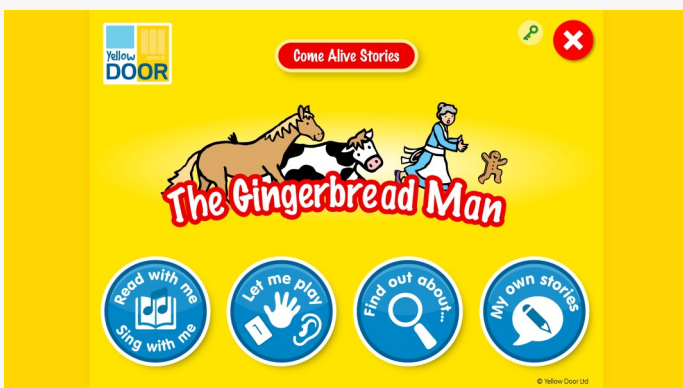 Yellow
DOOR
Come Alive Stories
The Gingerbread Man
Read with me
Sing with me
Let me play
Find out about...
My own stories
© Yellow Door Ltd